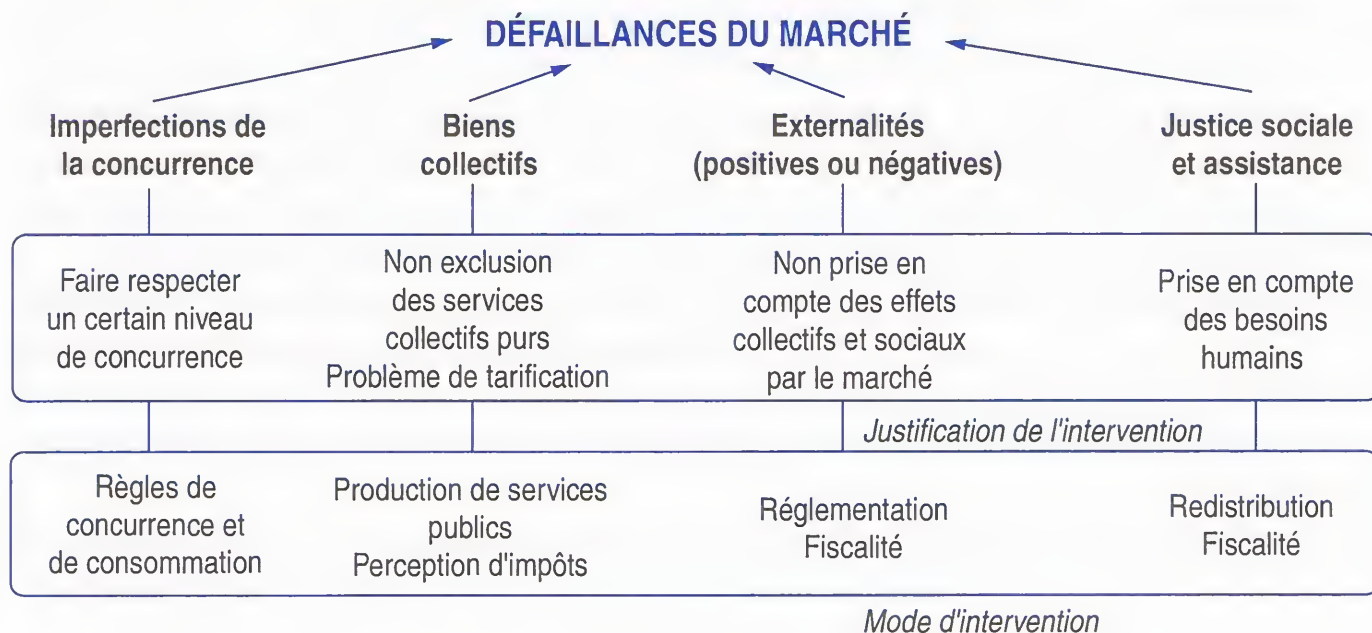 DÉFAILLANCES DU MARCHÉ
Imperfections de
la concurrence
Biens
collectifs
Externalités
(positives ou négatives)
Justice sociale
et assistance
Faire respecter
un certain niveau
de concurrence
Non exclusion
des services
collectifs purs
Problème de tarification
Non prise en
compte des effets
collectifs et sociaux
par le marché
Prise en compte
des besoins
humains
Justification de l'intervention
Règles de
concurrence et
de consommation
Production de services
publics
Perception d'impôts
Réglementation
Fiscalité
Redistribution
Fiscalité
Mode d'intervention